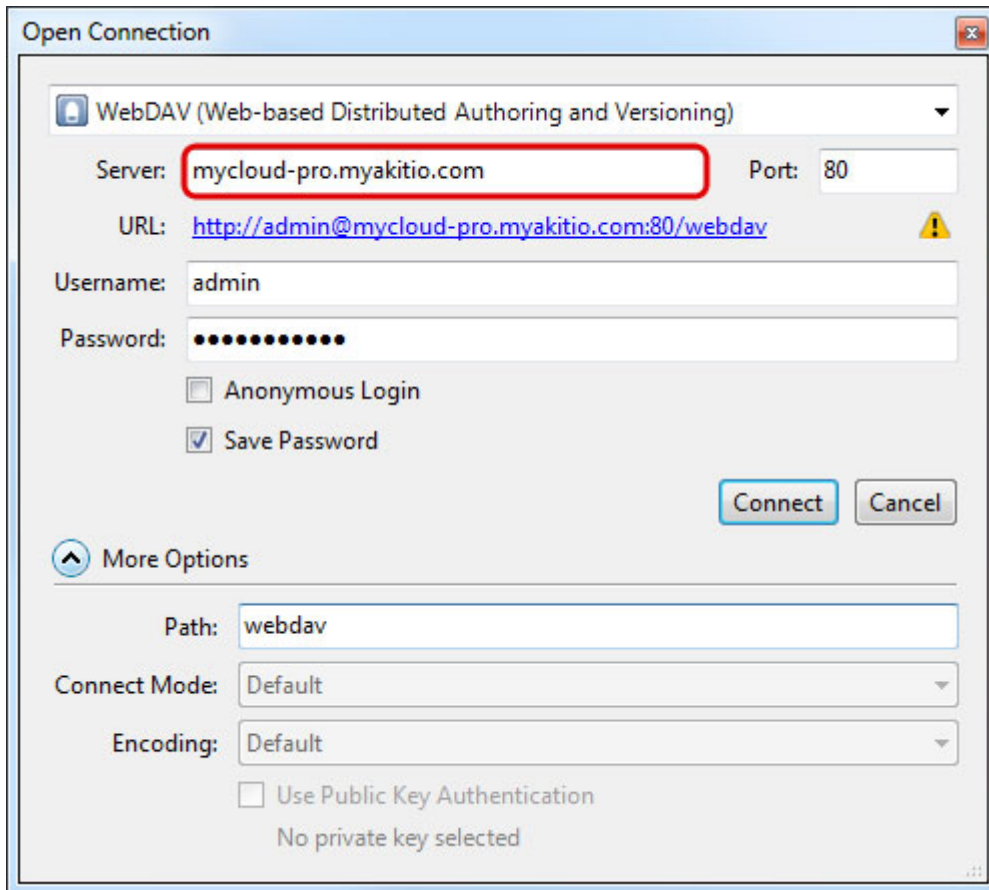 Open Connection
WebDAV (Web-based Distributed Authoring and Versioning)
Server: mycloud-pro.myakitio.com Port: 80
URL: http://admin@mycloud-pro.myakitio.com:80/webdav
Username: admin
Password: •••••••••••
Anonymous Login
Save Password
Connect Cancel
More Options
Path: webdav
Connect Mode: Default
Encoding: Default
Use Public Key Authentication
No private key selected